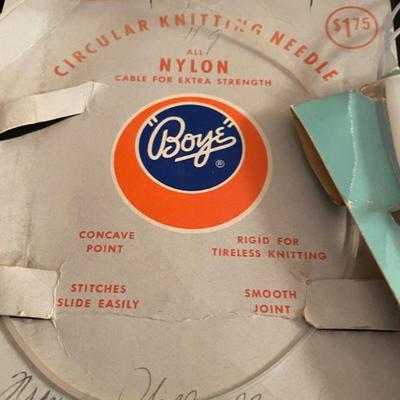 $1.75
CIRCULAR KNITTING NEEDLE
ALL
NYLON
CABLE FOR EXTRA STRENGTH
"Boye"
®
CONCAVE
POINT
RIGID FOR
TIRELESS KNITTING
STITCHES
SLIDE EASILY
SMOOTH
JOINT